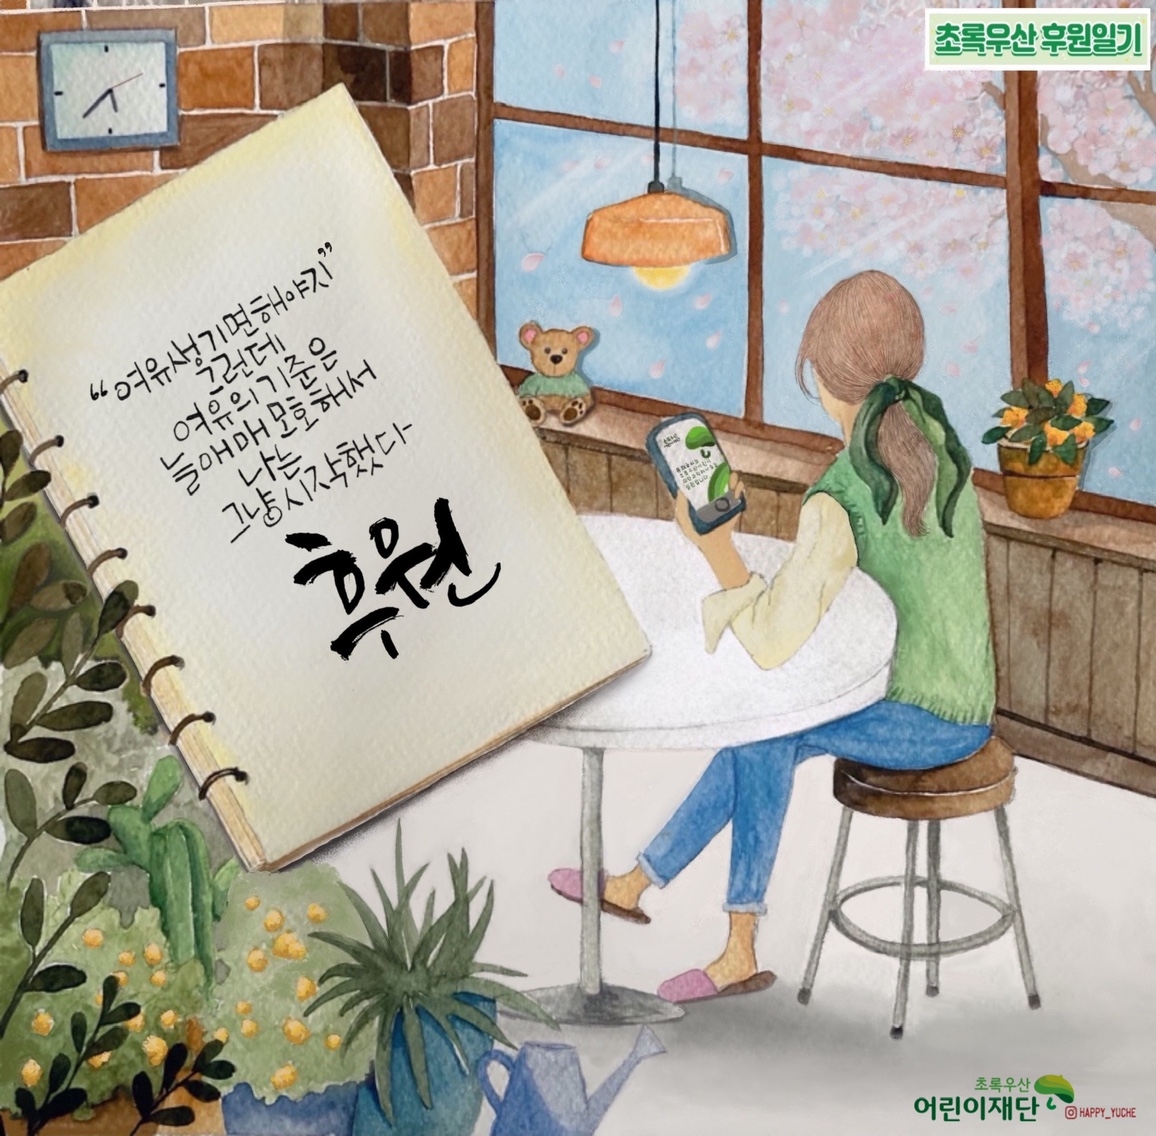 초록우산 후원일기
“여유생기면해야지”
그런데
여유의기준은
늘애매모호해서
나는
그냥시작했다
후원
초록우산
어린이재단
HAPPY_YUCHE